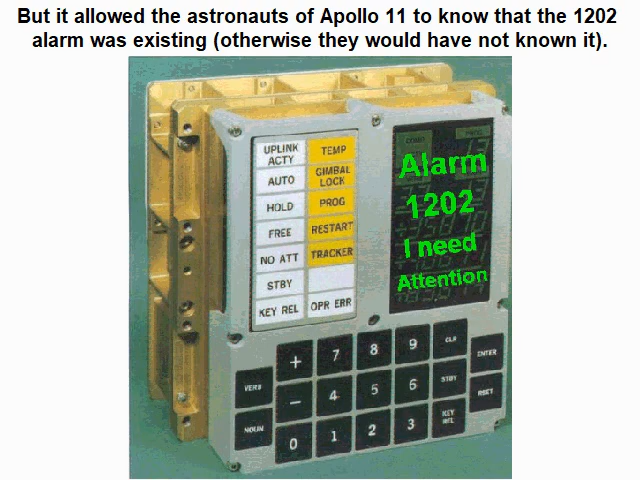 But it allowed the astronauts of Apollo 11 to know that the 1202
alarm was existing (otherwise they would have not known it).
UPLINK ACTY TEMP
AUTO GIMBAL LOCK
HOLD PROG
FREE RESTART
NO ATT TRACKER
STBY
KEY REL OPR ERR
PROG
Alarm
1202
I need
Attention
VERB + 7 8 9 CLR ENTER
NOUN - 4 5 6 STBY RSET
0 1 2 3 KEY REL